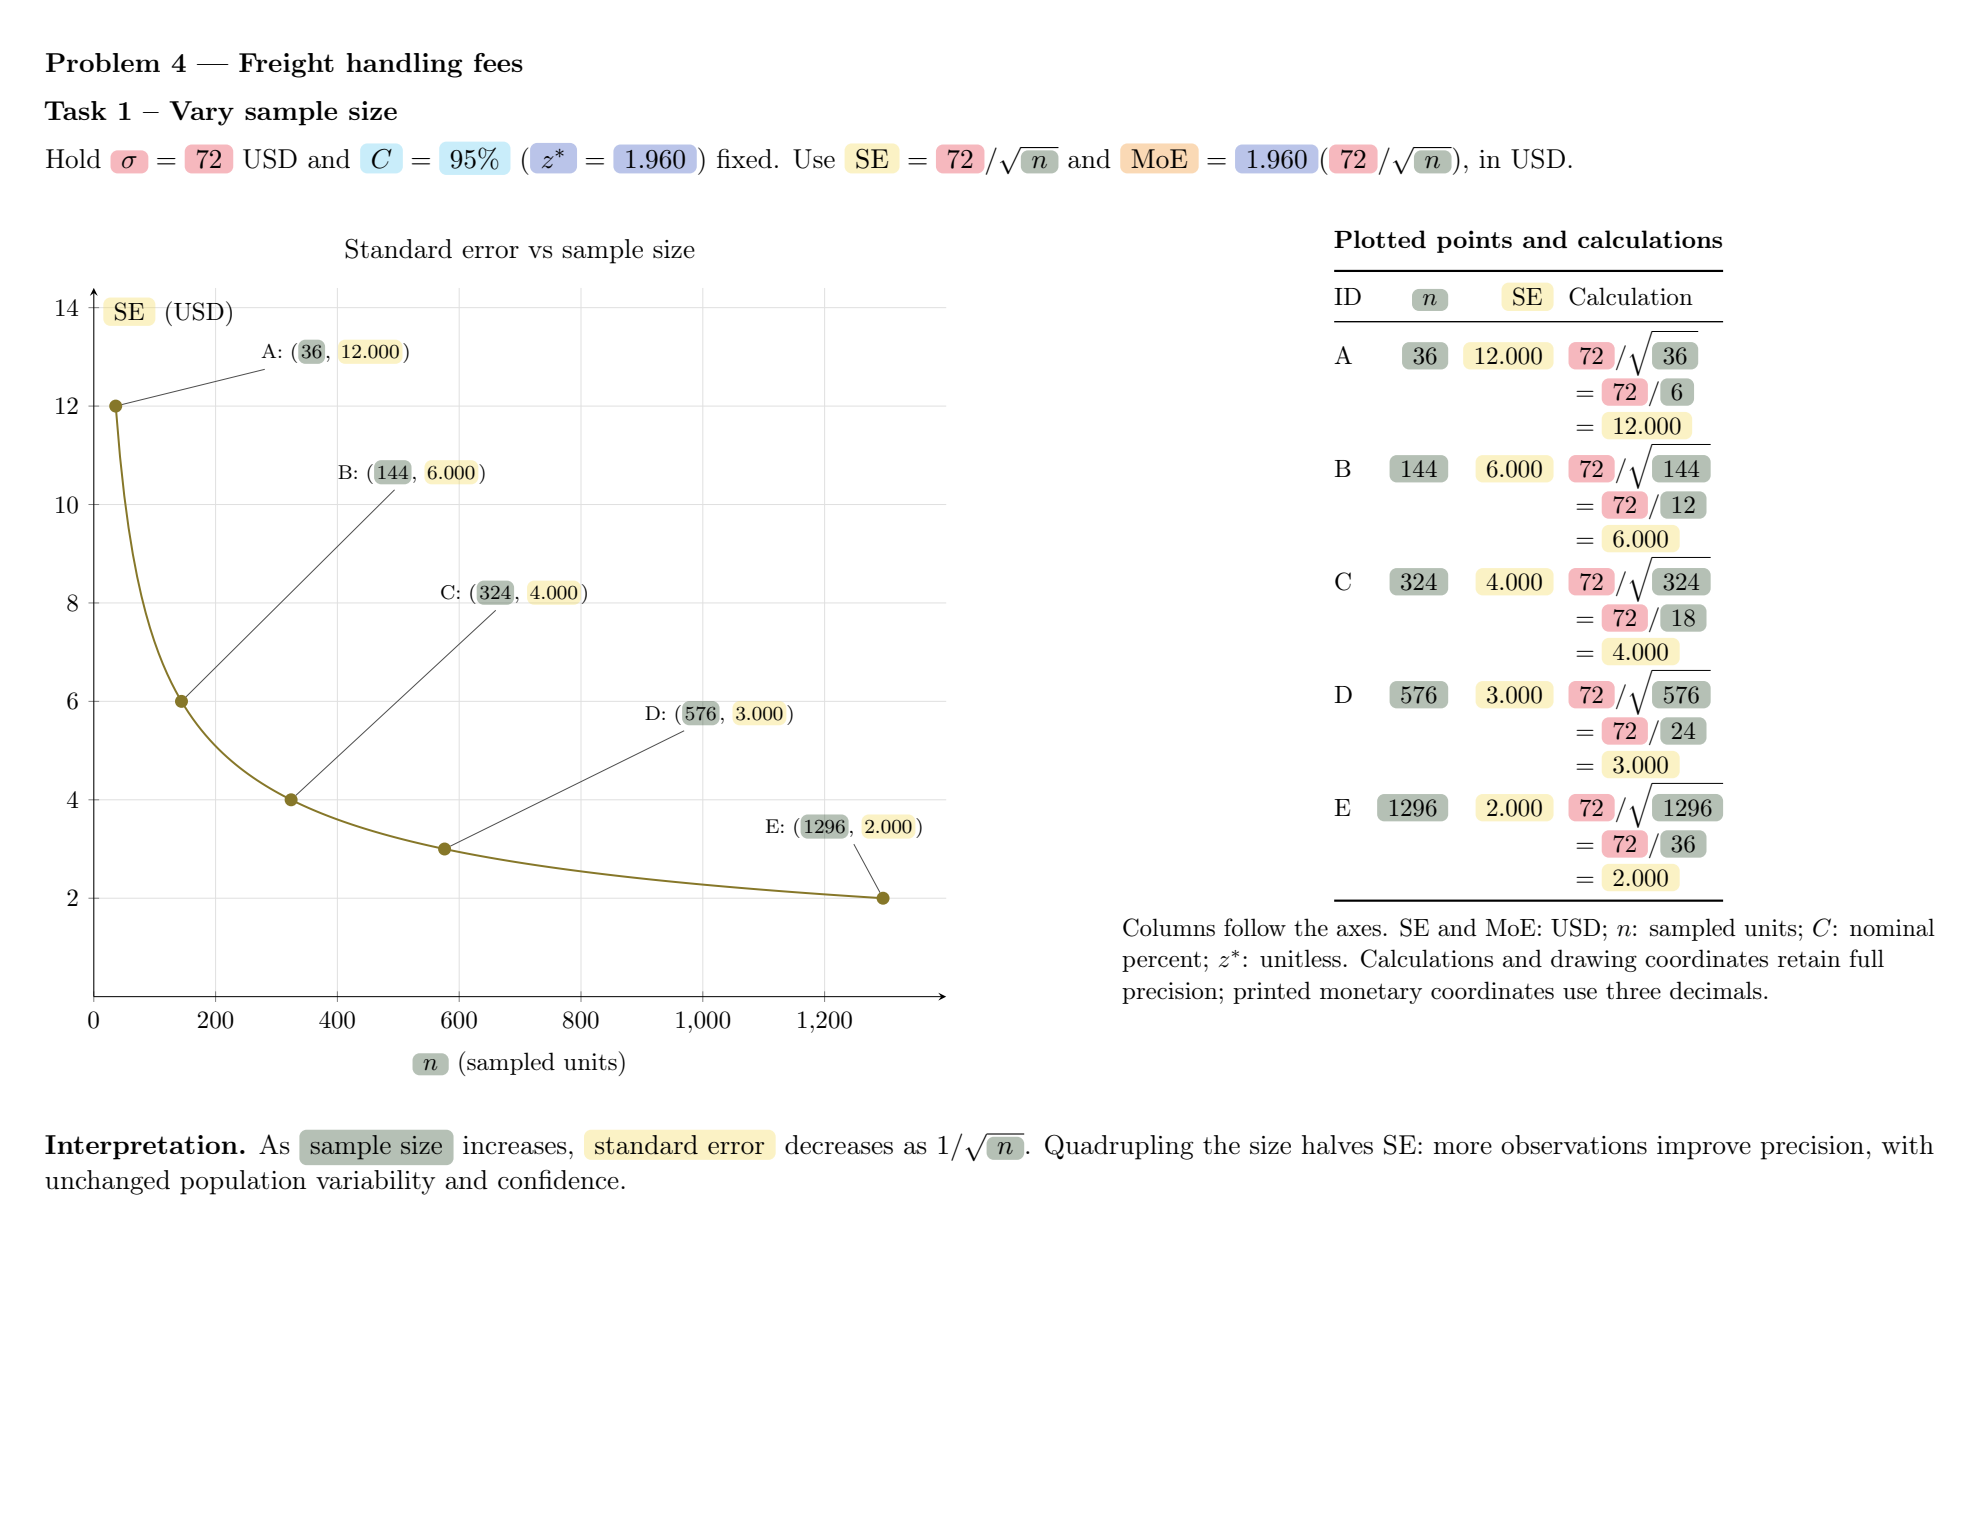 Problem 4 — Freight handling fees
Task 1 – Vary sample size
Hold σ = 72 USD and C = 95% (z* = 1.960) fixed. Use SE = 72/√n and MoE = 1.960(72/√n), in USD.
Standard error vs sample size
SE (USD)
14
12
10
8
6
4
2
A: (36, 12.000)
B: (144, 6.000)
C: (324, 4.000)
D: (576, 3.000)
E: (1296, 2.000)
0 200 400 600 800 1,000 1,200
n (sampled units)
Plotted points and calculations
ID n SE Calculation
A 36 12.000 72/√36
= 72/6
= 12.000
B 144 6.000 72/√144
= 72/12
= 6.000
C 324 4.000 72/√324
= 72/18
= 4.000
D 576 3.000 72/√576
= 72/24
= 3.000
E 1296 2.000 72/√1296
= 72/36
= 2.000
Columns follow the axes. SE and MoE: USD; n: sampled units; C: nominal
percent; z*: unitless. Calculations and drawing coordinates retain full
precision; printed monetary coordinates use three decimals.
Interpretation. As sample size increases, standard error decreases as 1/√n. Quadrupling the size halves SE: more observations improve precision, with
unchanged population variability and confidence.